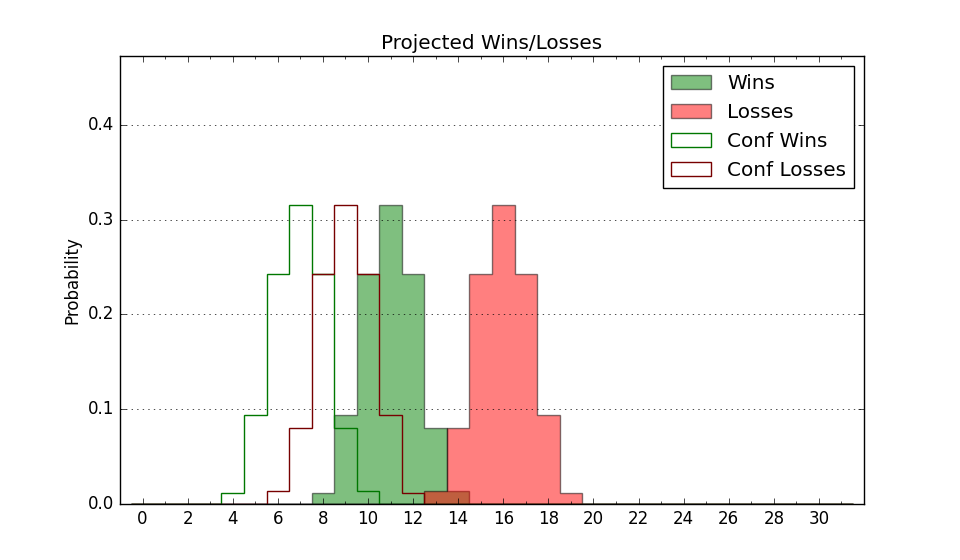 Projected Wins/Losses
Wins
Losses
Conf Wins
Conf Losses
Probability
0.4
0.3
0.2
0.1
0.0
0 2 4 6 8 10 12 14 16 18 20 22 24 26 28 30